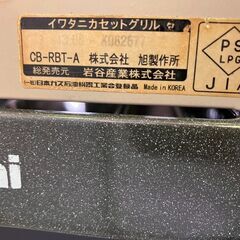 イワタニカセットグリル
CB-RBT-A 株式会社 旭製作所
総発売元 岩谷産業株式会社
Made in KOREA
PS
LPG
JIA
ni